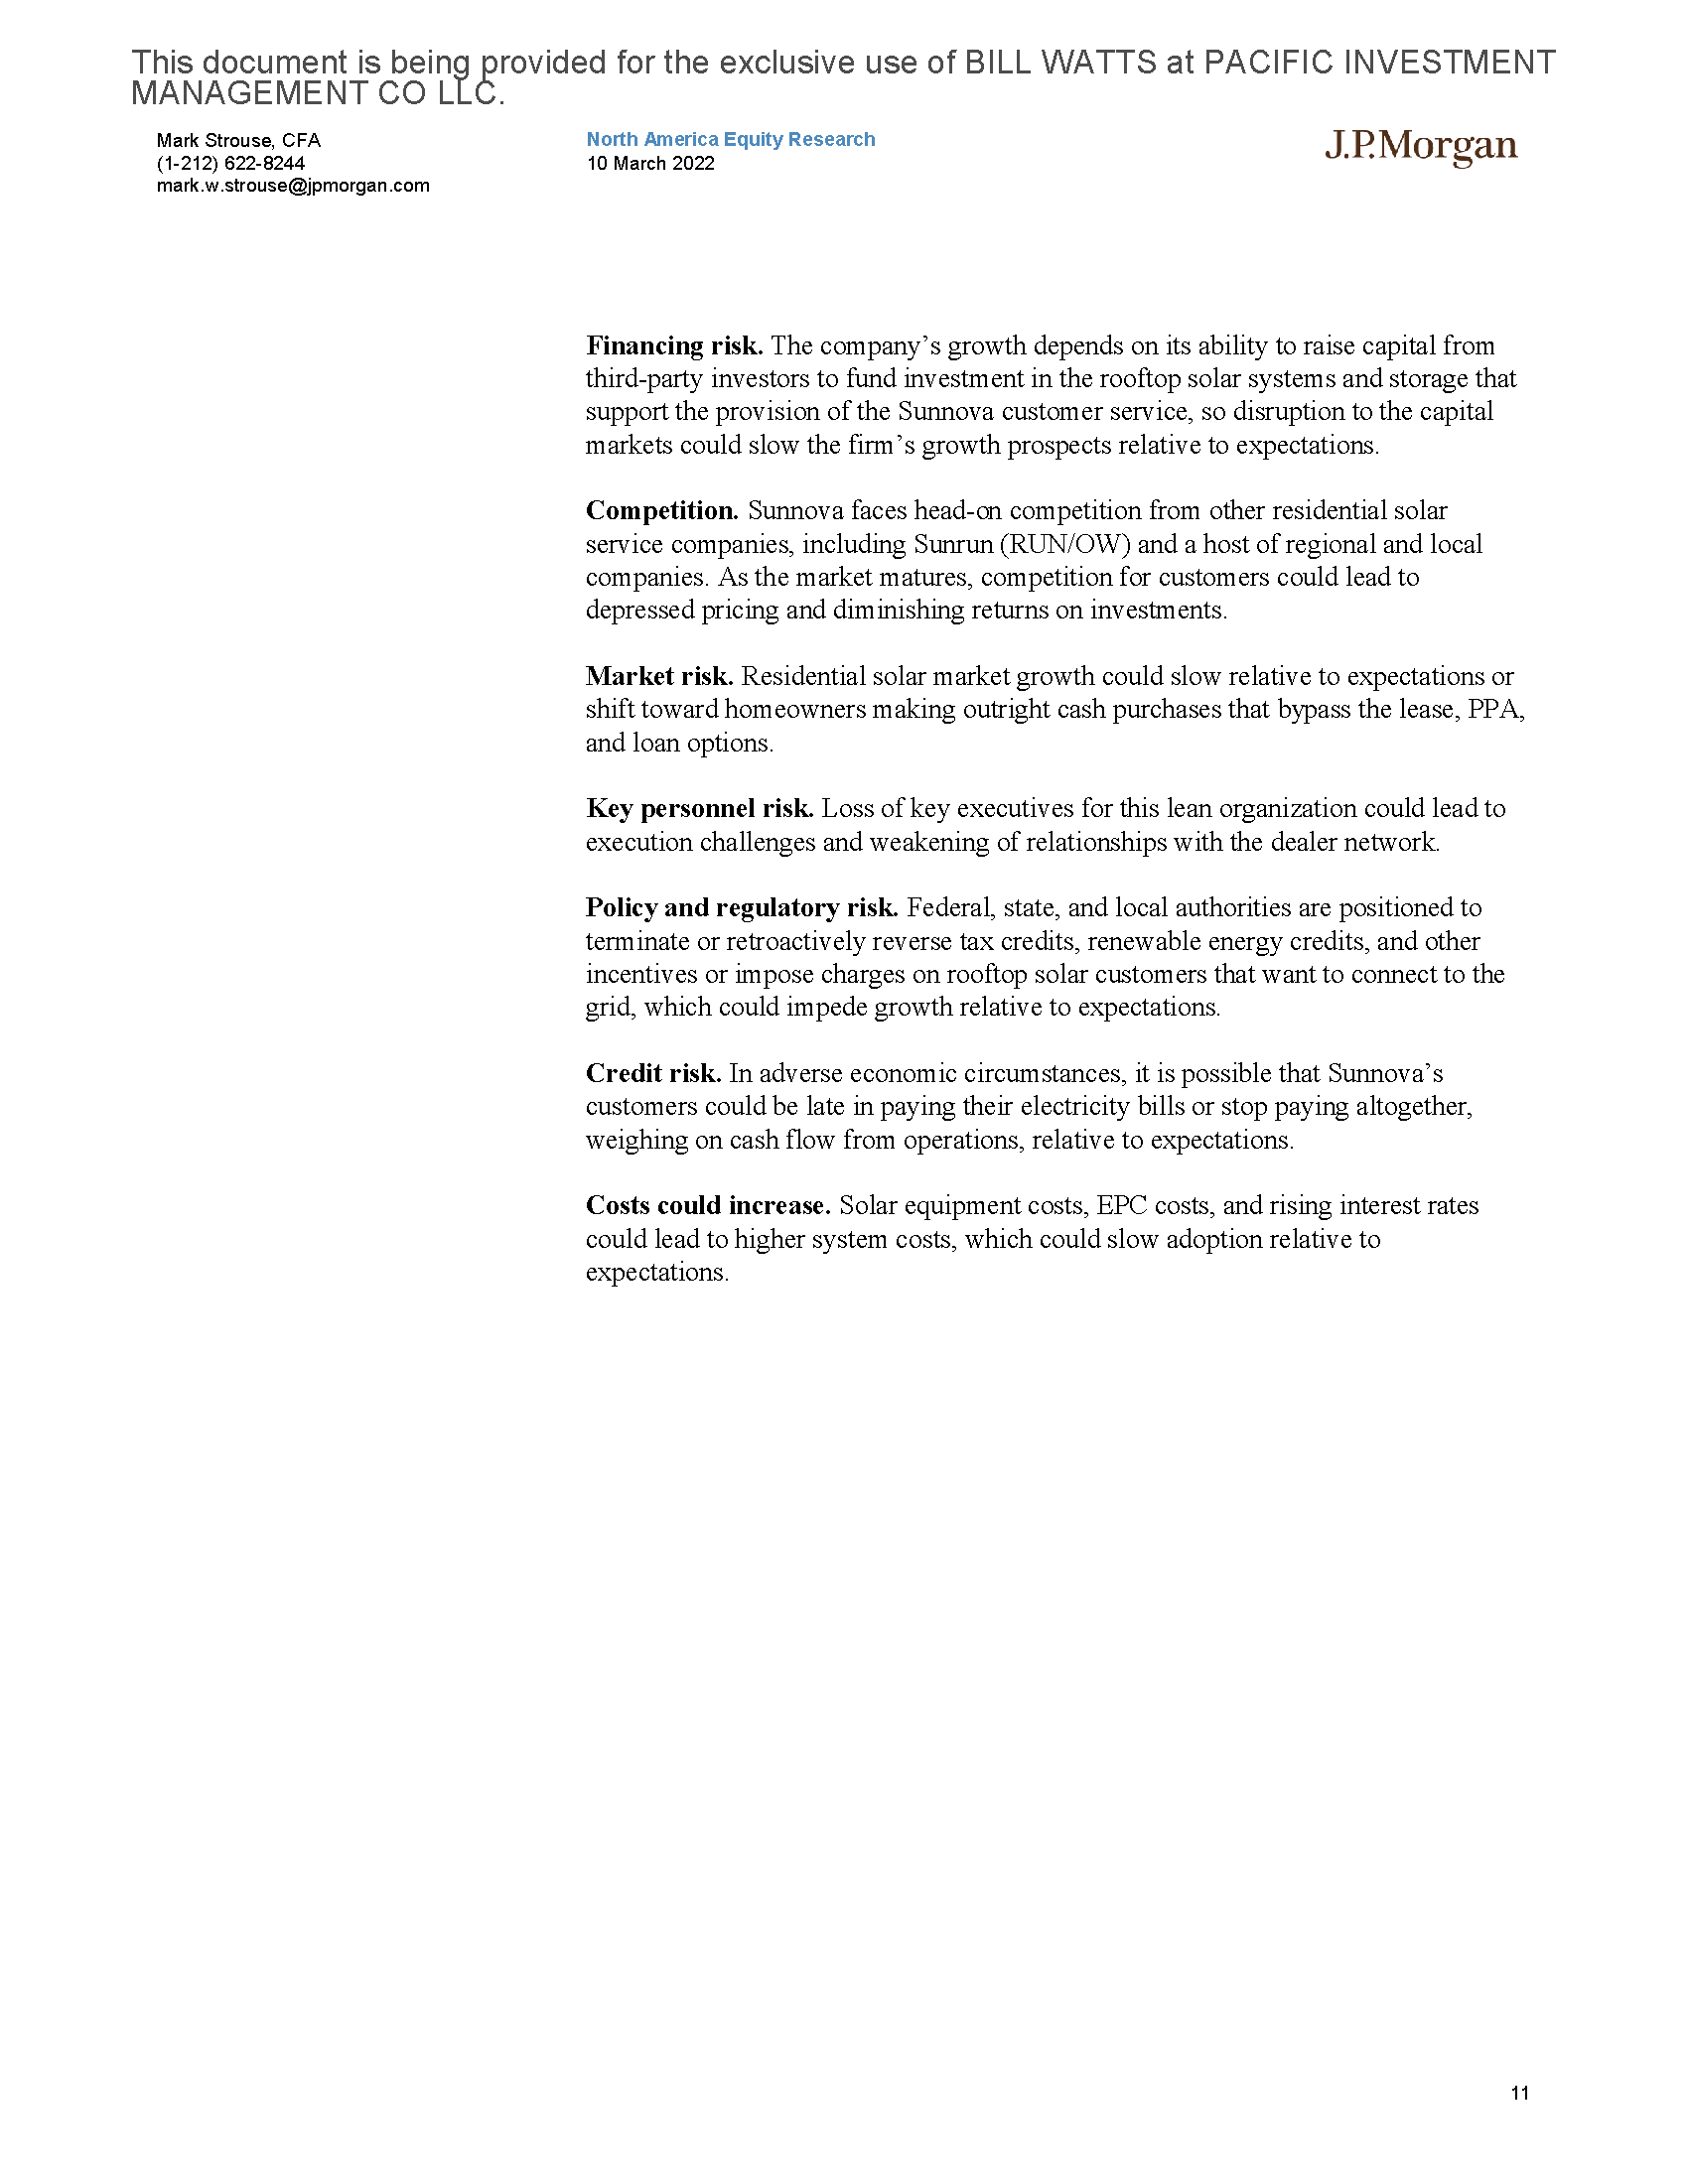 This document is being provided for the exclusive use of BILL WATTS at PACIFIC INVESTMENT
MANAGEMENT CO LLC.
Mark Strouse, CFA
(1-212) 622-8244
mark.w.strouse@jpmorgan.com
North America Equity Research
10 March 2022
J.P.Morgan
Financing risk. The company’s growth depends on its ability to raise capital from
third-party investors to fund investment in the rooftop solar systems and storage that
support the provision of the Sunnova customer service, so disruption to the capital
markets could slow the firm’s growth prospects relative to expectations.
Competition. Sunnova faces head-on competition from other residential solar
service companies, including Sunrun (RUN/OW) and a host of regional and local
companies. As the market matures, competition for customers could lead to
depressed pricing and diminishing returns on investments.
Market risk. Residential solar market growth could slow relative to expectations or
shift toward homeowners making outright cash purchases that bypass the lease, PPA,
and loan options.
Key personnel risk. Loss of key executives for this lean organization could lead to
execution challenges and weakening of relationships with the dealer network.
Policy and regulatory risk. Federal, state, and local authorities are positioned to
terminate or retroactively reverse tax credits, renewable energy credits, and other
incentives or impose charges on rooftop solar customers that want to connect to the
grid, which could impede growth relative to expectations.
Credit risk. In adverse economic circumstances, it is possible that Sunnova’s
customers could be late in paying their electricity bills or stop paying altogether,
weighing on cash flow from operations, relative to expectations.
Costs could increase. Solar equipment costs, EPC costs, and rising interest rates
could lead to higher system costs, which could slow adoption relative to
expectations.
11